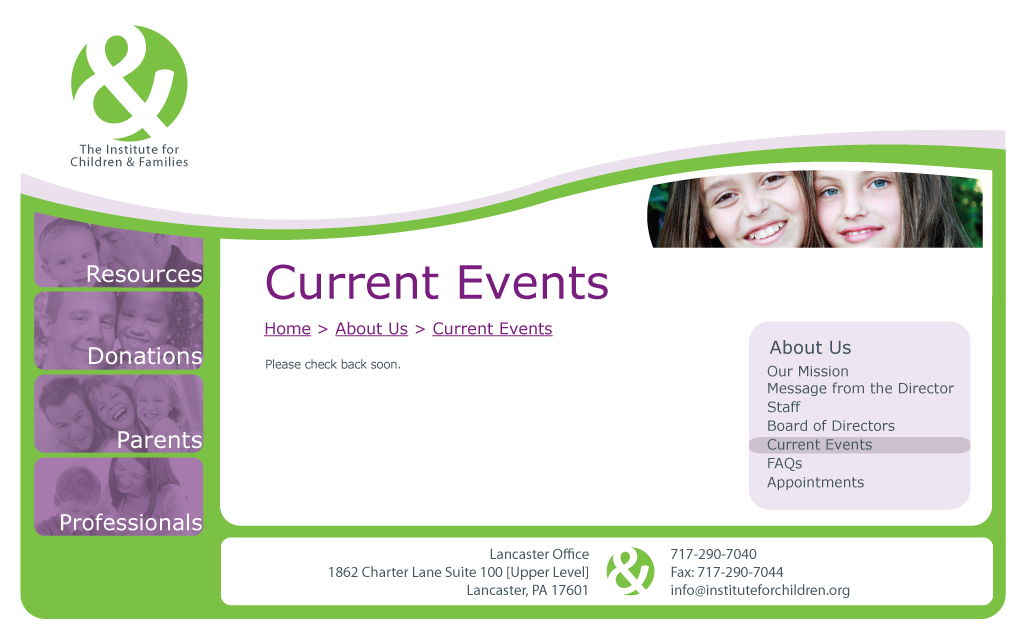 The Institute for
Children & Families
Resources
Donations
Parents
Professionals
Current Events
Home > About Us > Current Events
Please check back soon.
About Us
Our Mission
Message from the Director
Staff
Board of Directors
Current Events
FAQs
Appointments
Lancaster Office
1862 Charter Lane Suite 100 [Upper Level]
Lancaster, PA 17601
&
717-290-7040
Fax: 717-290-7044
info@instituteforchildren.org